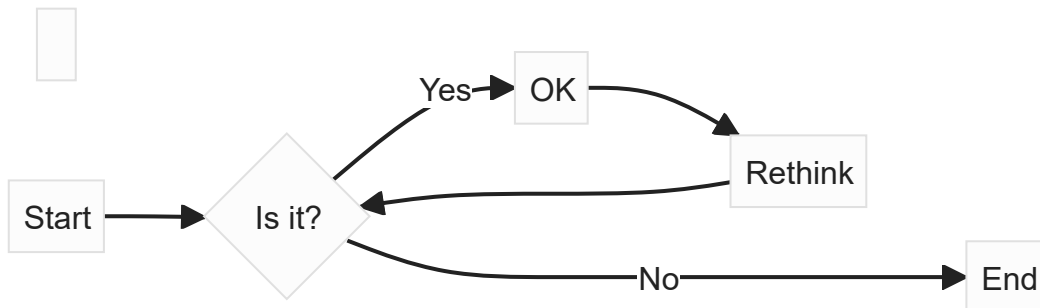 Start
Is it?
Yes
OK
Rethink
No
End